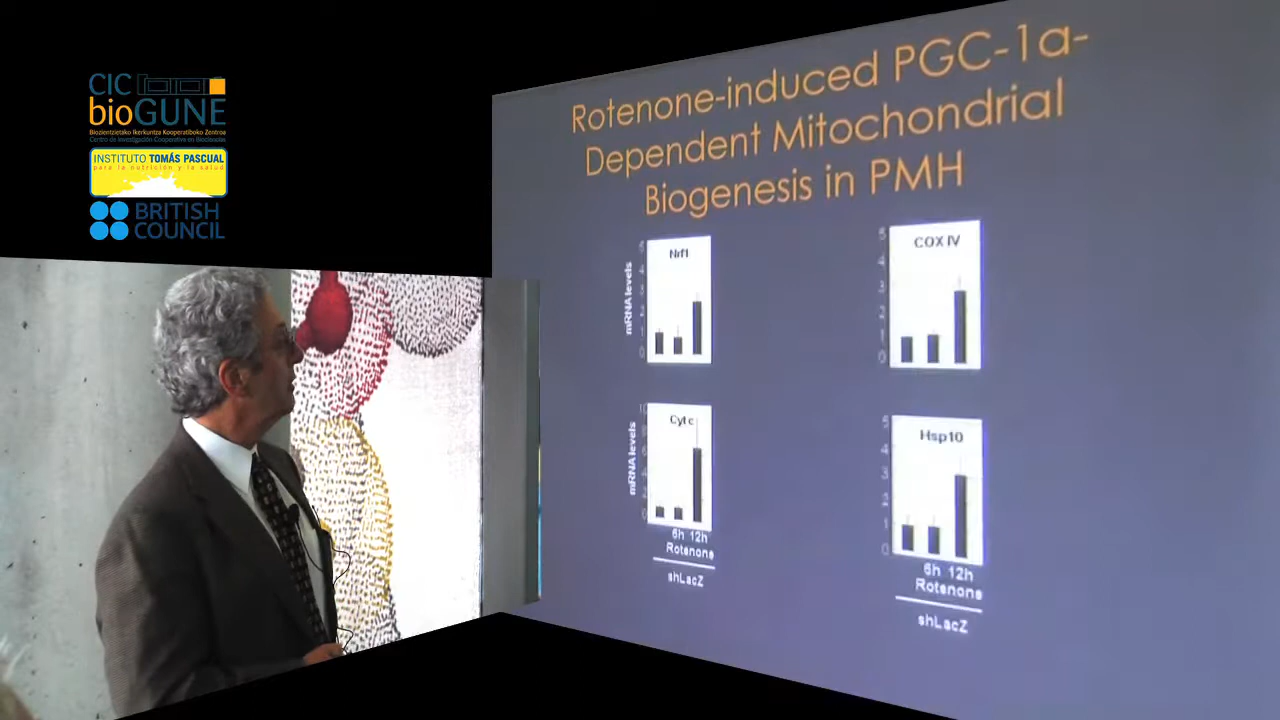 CIC
bioGUNE
Biozientzietako Ikerkuntza Kooperatiboko Zentroa
Centro de Investigación Cooperativa en Biociencias
INSTITUTO TOMÁS PASCUAL
para la nutrición y la salud
BRITISH
COUNCIL
Rotenone-induced PGC-1a-
Dependent Mitochondrial
Biogenesis in PMH
mRNA levels
Nrf1
COX IV
mRNA levels
Cyt c
Hsp10
6h 12h
Rotenone
shLacZ
6h 12h
Rotenone
shLacZ